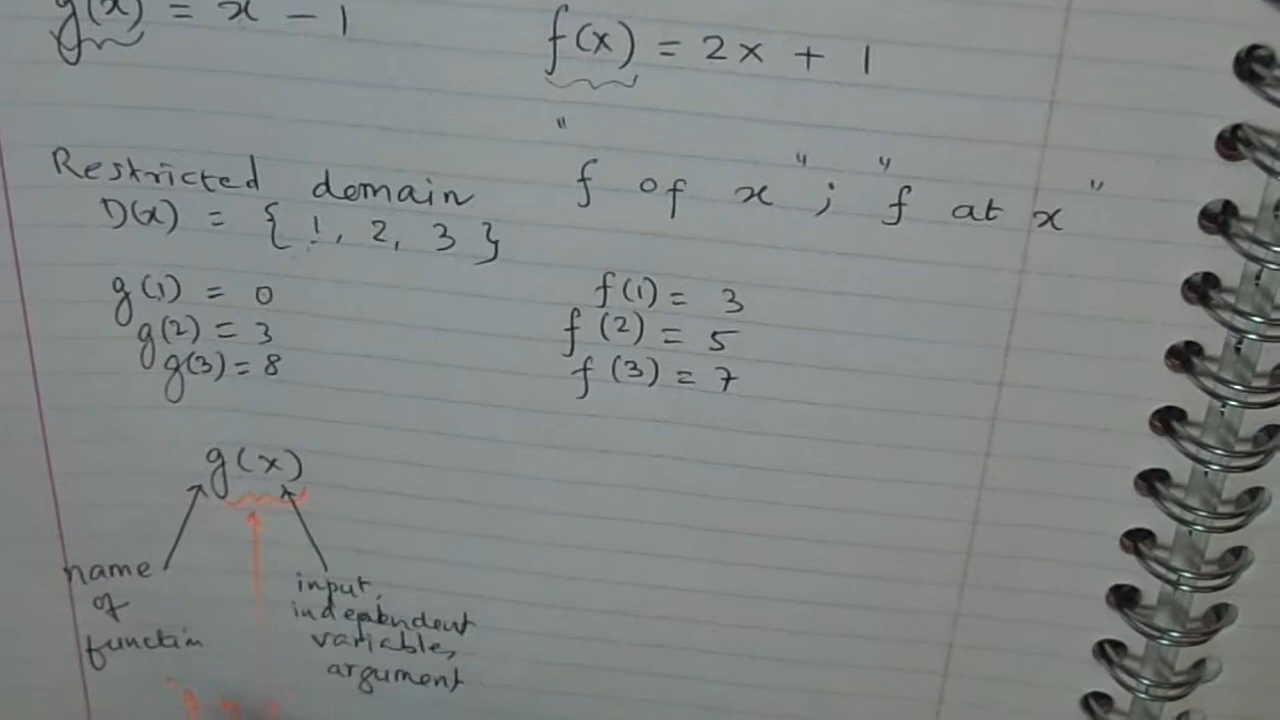 g(x) = x - 1
f(x) = 2x + 1
Restricted domain
D(x) = { 1, 2, 3 }
"f of x" ; "f at x"
g(1) = 0
g(2) = 3
g(3) = 8
f(1) = 3
f(2) = 5
f(3) = 7
g(x)
name
of
function
input,
independent
variable,
argument